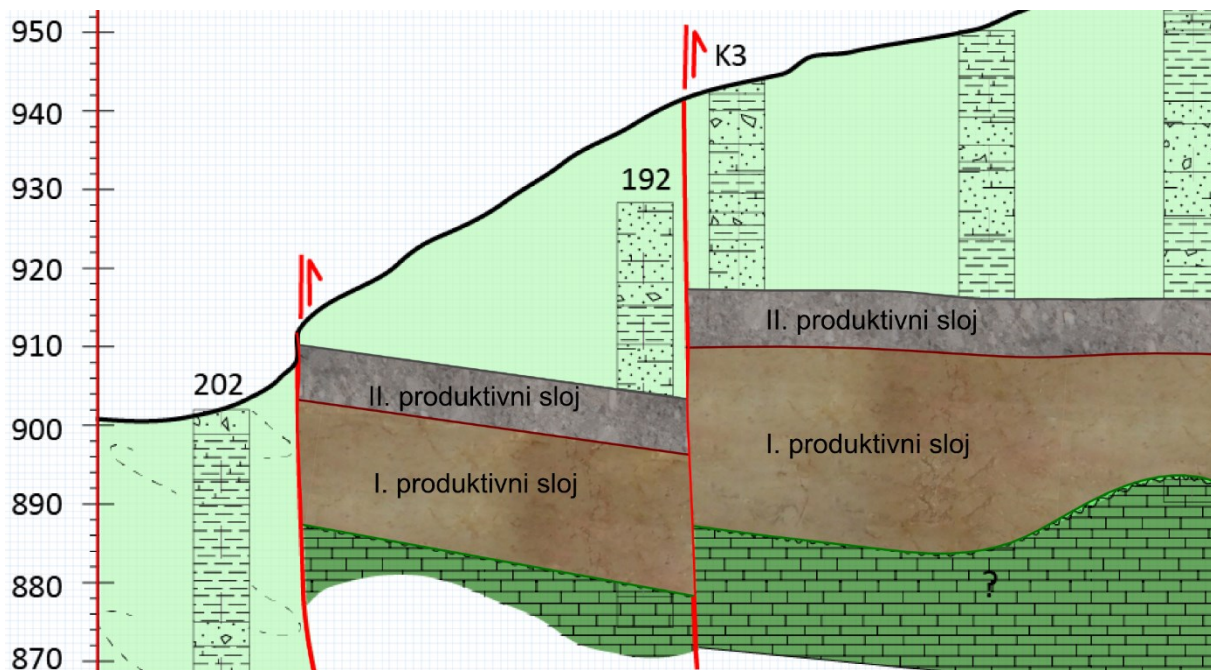 950
940
930
920
910
900
890
880
870
K3
192
202
II. produktivni sloj
II. produktivni sloj
I. produktivni sloj
I. produktivni sloj
?